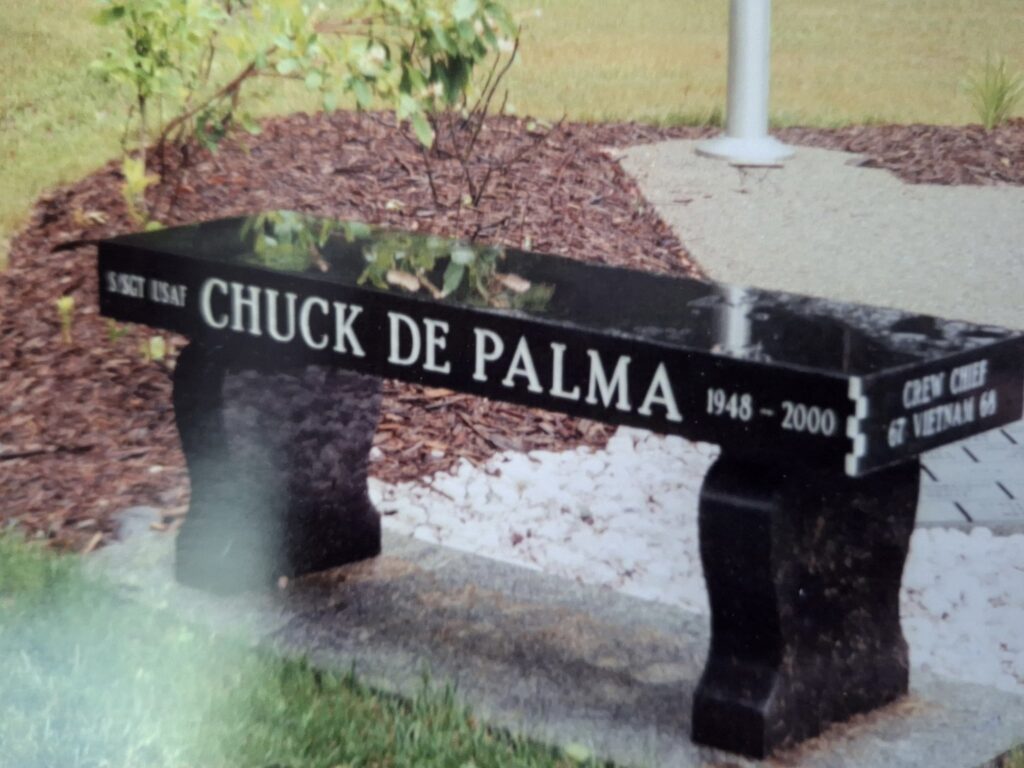 S/SGT USAF CHUCK DE PALMA 1948 - 2000
CREW CHIEF
67 VIETNAM 68